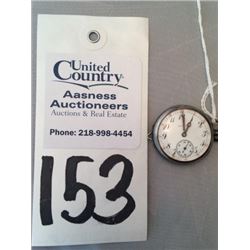 United
Country®
Aasness
Auctioneers
Auctions & Real Estate
Phone: 218-998-4454
153